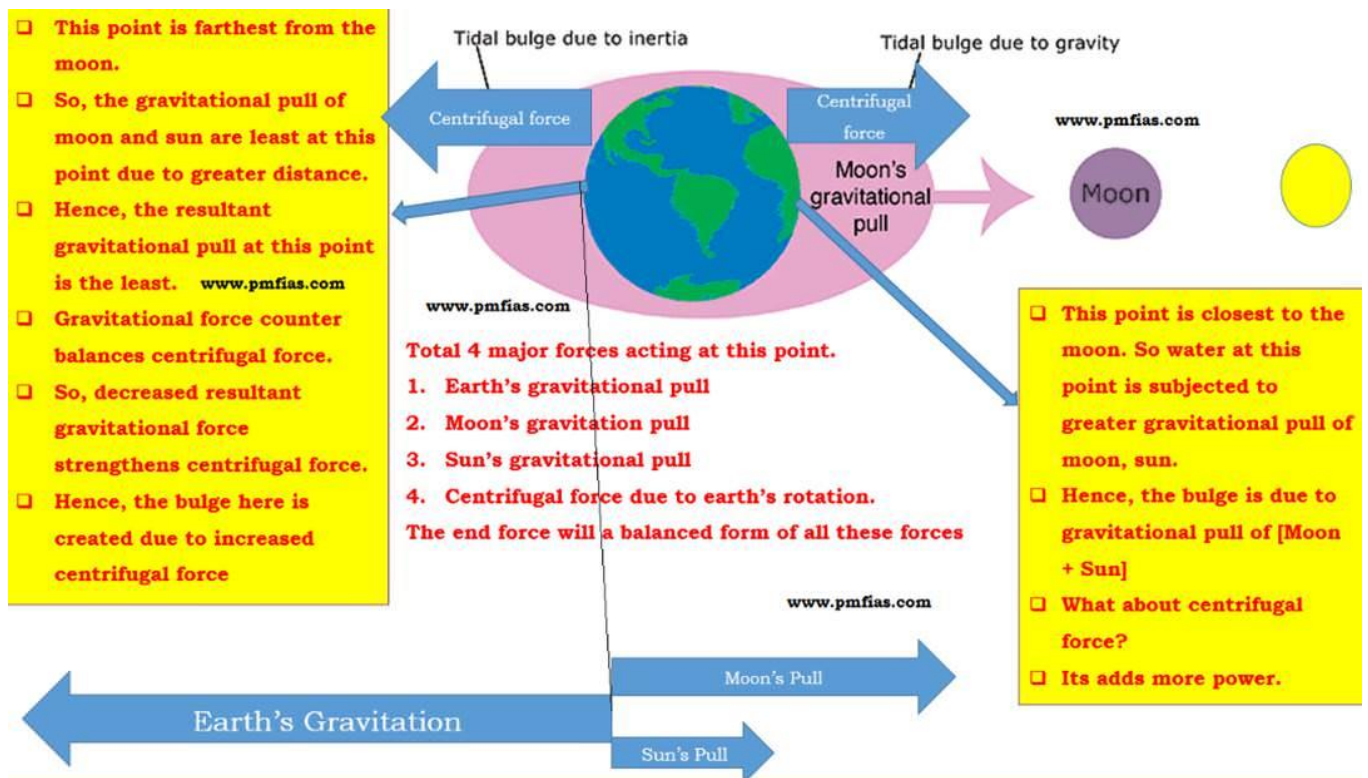 ❑ This point is farthest from the
moon.
❑ So, the gravitational pull of
moon and sun are least at this
point due to greater distance.
❑ Hence, the resultant
gravitational pull at this point
is the least. www.pmfias.com
❑ Gravitational force counter
balances centrifugal force.
❑ So, decreased resultant
gravitational force
strengthens centrifugal force.
❑ Hence, the bulge here is
created due to increased
centrifugal force
Tidal bulge due to inertia
Tidal bulge due to gravity
Centrifugal force
Centrifugal
force
www.pmfias.com
Moon's
gravitational
pull
Moon
www.pmfias.com
Total 4 major forces acting at this point.
1. Earth's gravitational pull
2. Moon's gravitation pull
3. Sun's gravitational pull
4. Centrifugal force due to earth's rotation.
The end force will a balanced form of all these forces
www.pmfias.com
❑ This point is closest to the
moon. So water at this
point is subjected to
greater gravitational pull of
moon, sun.
❑ Hence, the bulge is due to
gravitational pull of [Moon
+ Sun]
❑ What about centrifugal
force?
❑ Its adds more power.
Moon's Pull
Earth's Gravitation
Sun's Pull